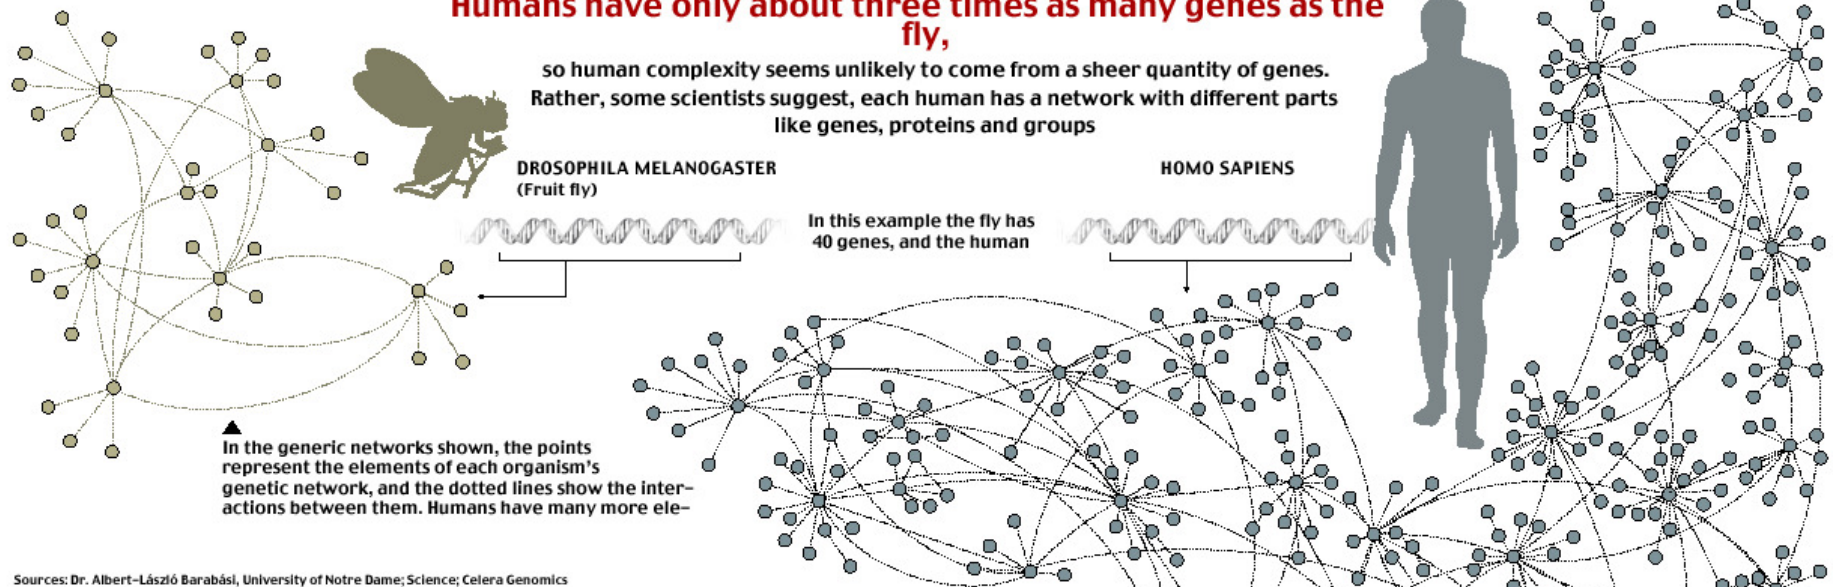 Humans have only about three times as many genes as the
fly,
so human complexity seems unlikely to come from a sheer quantity of genes.
Rather, some scientists suggest, each human has a network with different parts
like genes, proteins and groups
DROSOPHILA MELANOGASTER
(Fruit fly)
HOMO SAPIENS
In this example the fly has
40 genes, and the human
In the generic networks shown, the points
represent the elements of each organism's
genetic network, and the dotted lines show the inter-
actions between them. Humans have many more ele-
Sources: Dr. Albert-László Barabási, University of Notre Dame; Science; Celera Genomics